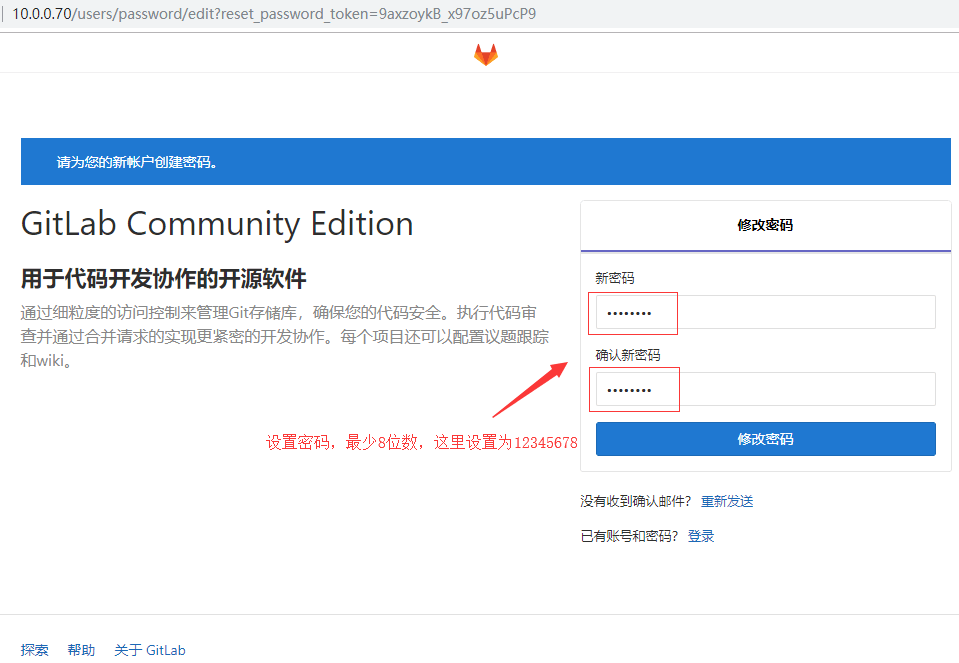 10.0.0.70/users/password/edit?reset_password_token=9axzoykB_x97oz5uPcP9
请为您的新帐户创建密码。
GitLab Community Edition
用于代码开发协作的开源软件
通过细粒度的访问控制来管理Git存储库，确保您的代码安全。执行代码审
查并通过合并请求的实现更紧密的开发协作。每个项目还可以配置议题跟踪
和wiki。
设置密码，最少8位数，这里设置为12345678
修改密码
新密码
••••••••
确认新密码
••••••••
修改密码
没有收到确认邮件？ 重新发送
已有账号和密码？ 登录
探索 帮助 关于 GitLab